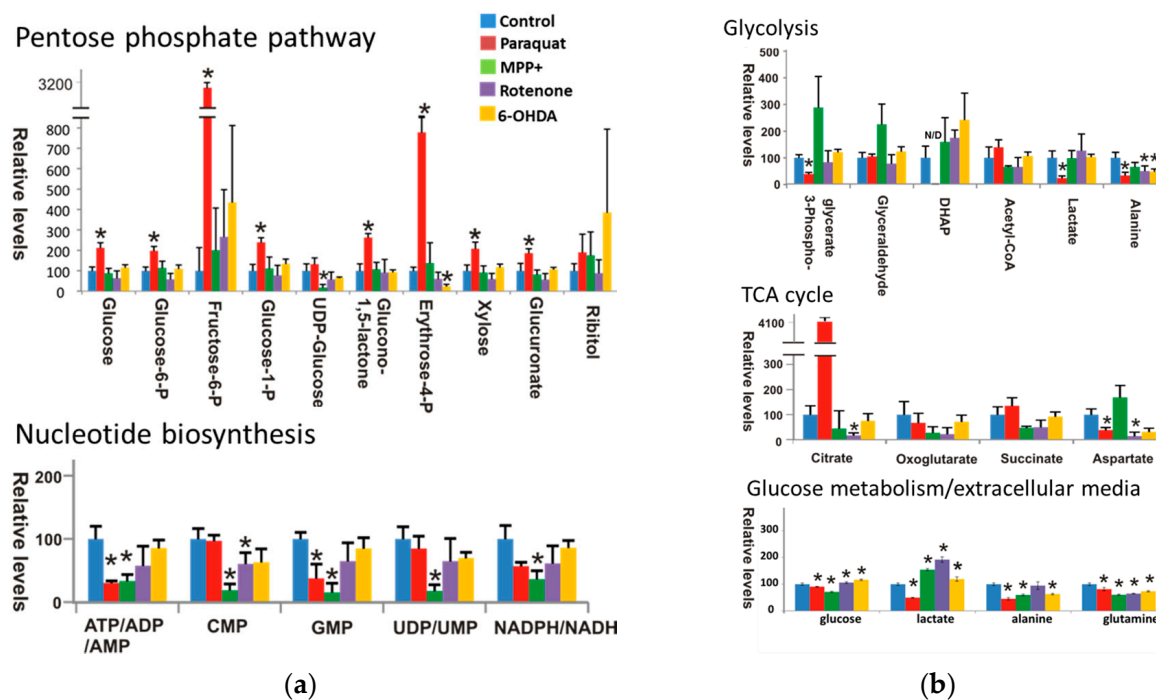 Pentose phosphate pathway
Control
Paraquat
MPP+
Rotenone
6-OHDA
Relative levels
3200
800
600
400
300
200
100
0
*
*
*
*
*
*
*
*
*
*
Glucose
Glucose-6-P
Fructose-6-P
Glucose-1-P
UDP-Glucose
Glucono-
1,5-lactone
Erythrose-4-P
Xylose
Glucuronate
Ribitol
Nucleotide biosynthesis
Relative levels
200
100
0
* *
* *
* *
*
*
ATP/ADP
/AMP
CMP
GMP
UDP/UMP
NADPH/NADH
(a)
Glycolysis
Relative levels
500
400
300
200
100
0
*
N/D
*
*
**
3-Phospho-
glycerate
Glyceraldehyde
DHAP
Acetyl-CoA
Lactate
Alanine
TCA cycle
Relative levels
4100
300
200
100
0
*
*
*
Citrate
Oxoglutarate
Succinate
Aspartate
Glucose metabolism/extracellular media
Relative levels
300
200
100
0
* * * *
* * * *
* * *
* * * *
glucose
lactate
alanine
glutamine
(b)